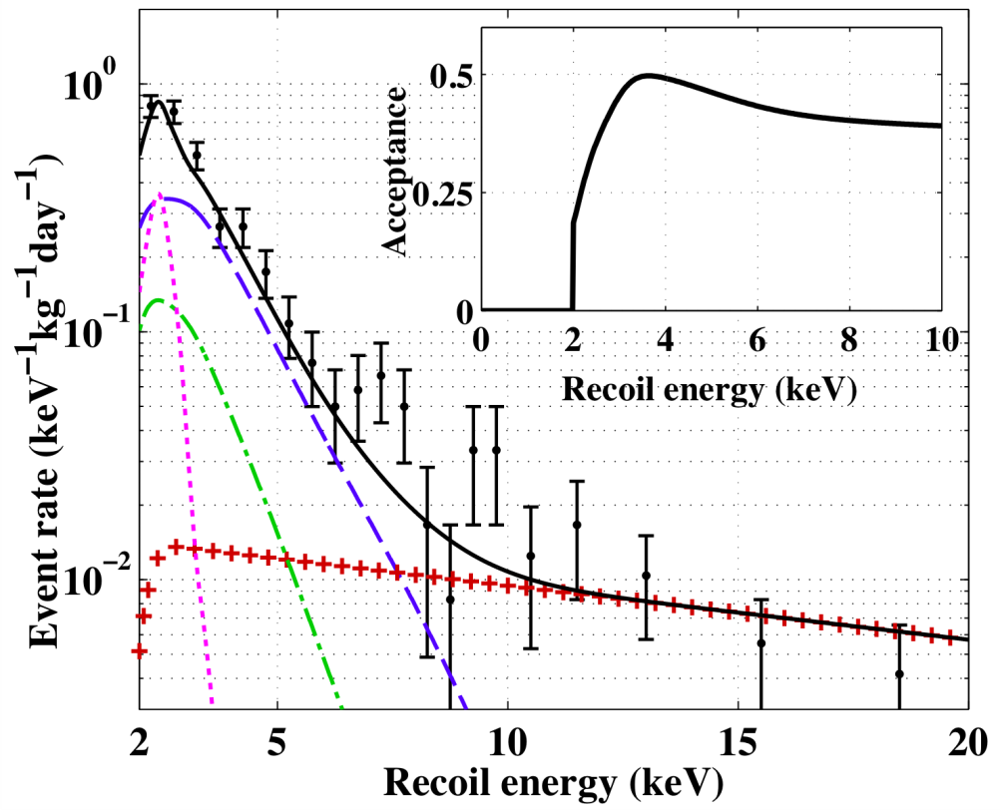 Event rate (keV⁻¹kg⁻¹day⁻¹)
10⁰
10⁻¹
10⁻²
2 5 10 15 20
Recoil energy (keV)
Acceptance
0.5
0.25
0
0 2 4 6 8 10
Recoil energy (keV)